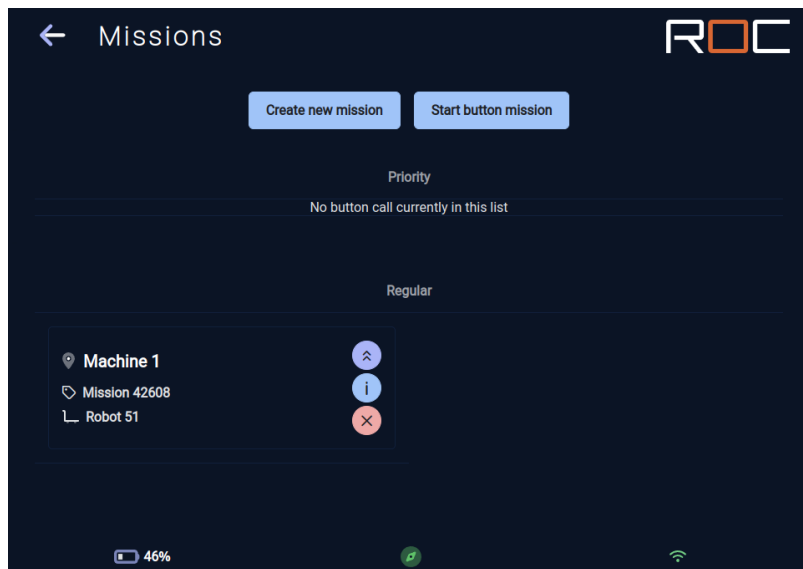 Missions
ROC
Create new mission
Start button mission
Priority
No button call currently in this list
Regular
Machine 1
Mission 42608
i
Robot 51
46%